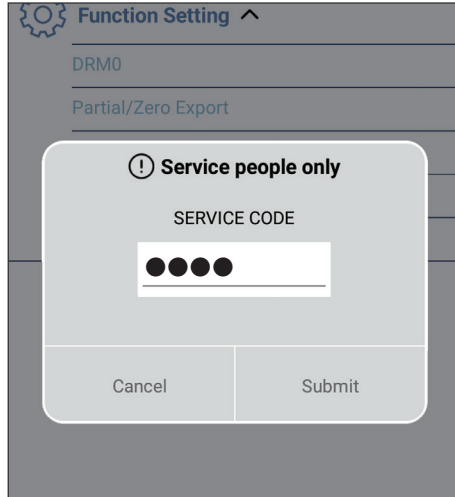 Function Setting
DRM0
Partial/Zero Export
! Service people only
SERVICE CODE
●●●●
Cancel
Submit